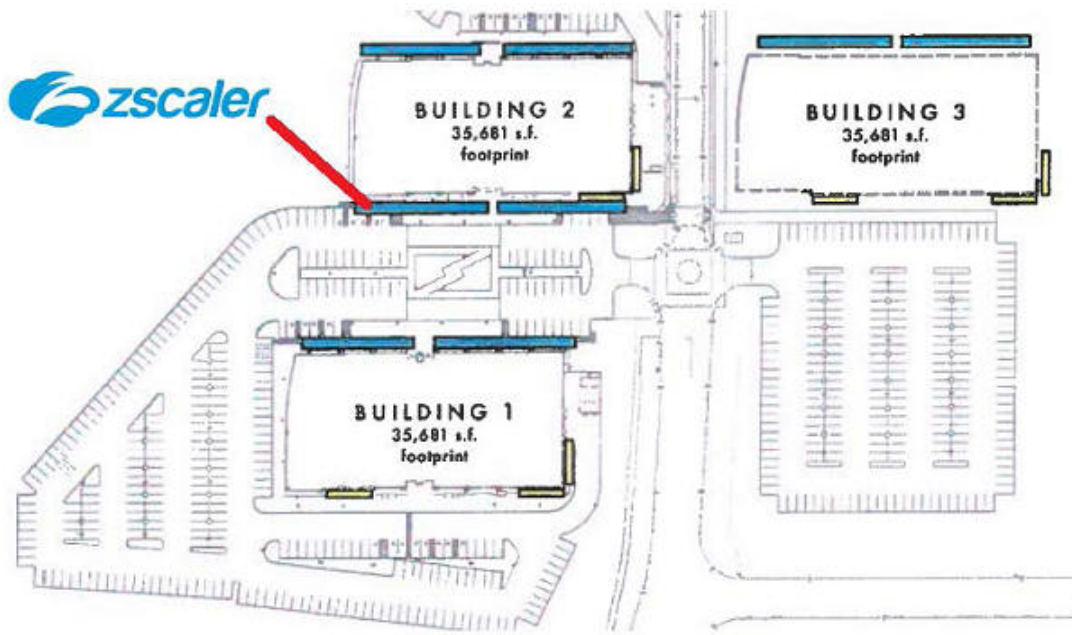 zscaler
BUILDING 2
35,681 s.f.
footprint
BUILDING 3
35,681 s.f.
footprint
BUILDING 1
35,681 s.f.
footprint